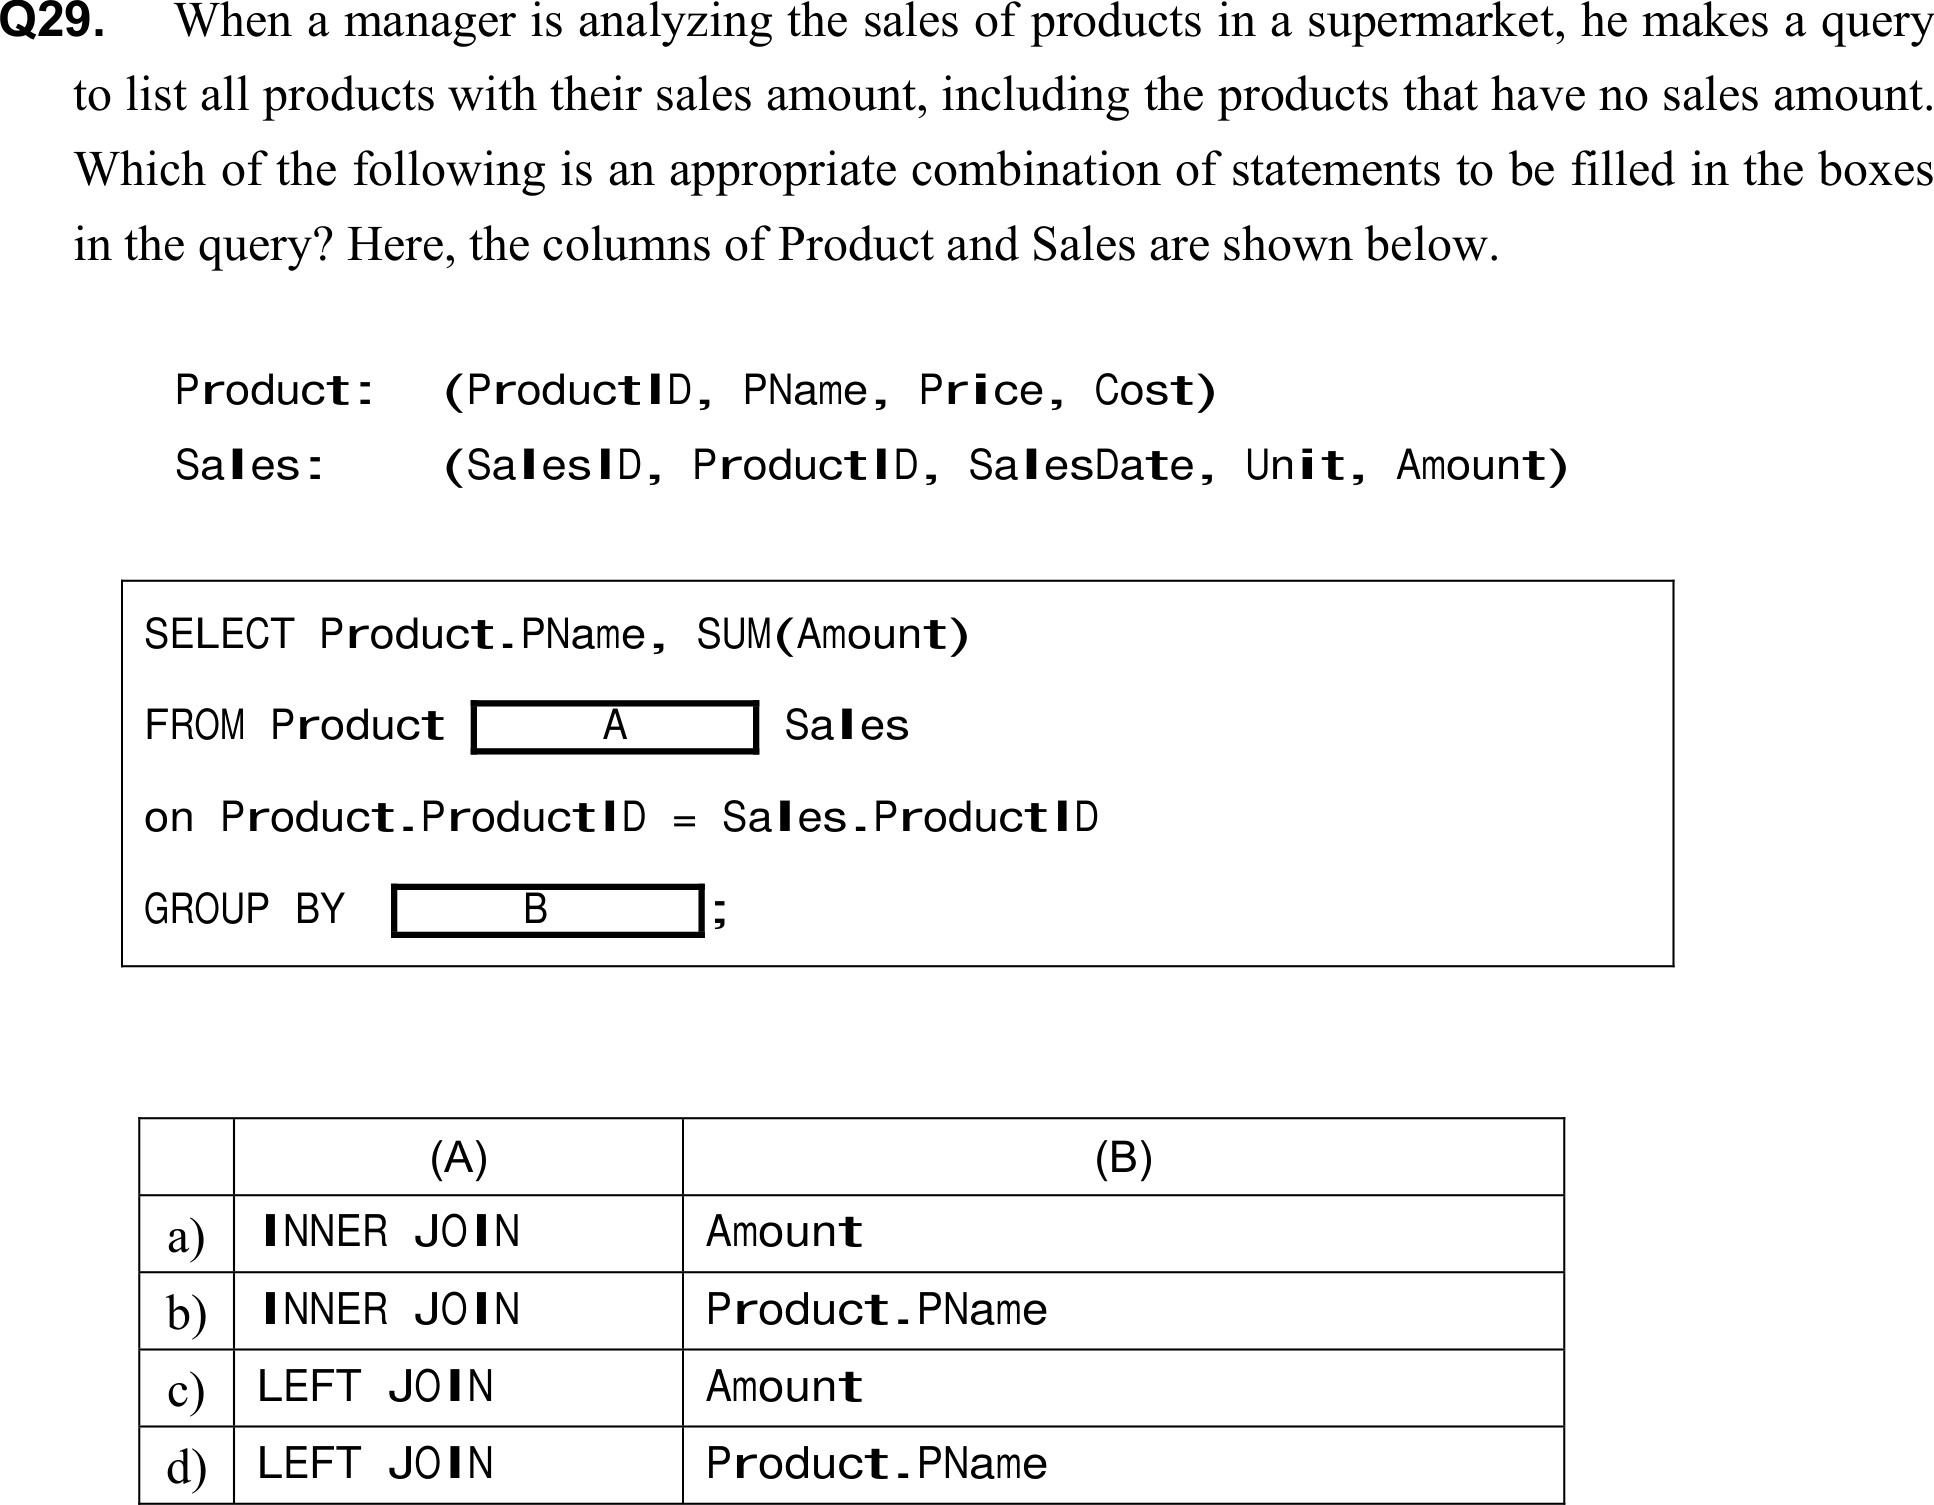 Q29. When a manager is analyzing the sales of products in a supermarket, he makes a query
to list all products with their sales amount, including the products that have no sales amount.
Which of the following is an appropriate combination of statements to be filled in the boxes
in the query? Here, the columns of Product and Sales are shown below.
Product: (ProductID, PName, Price, Cost)
Sales: (SalesID, ProductID, SalesDate, Unit, Amount)
SELECT Product.PName, SUM(Amount)
FROM Product A Sales
on Product.ProductID = Sales.ProductID
GROUP BY B ;
(A) (B)
a) INNER JOIN Amount
b) INNER JOIN Product.PName
c) LEFT JOIN Amount
d) LEFT JOIN Product.PName